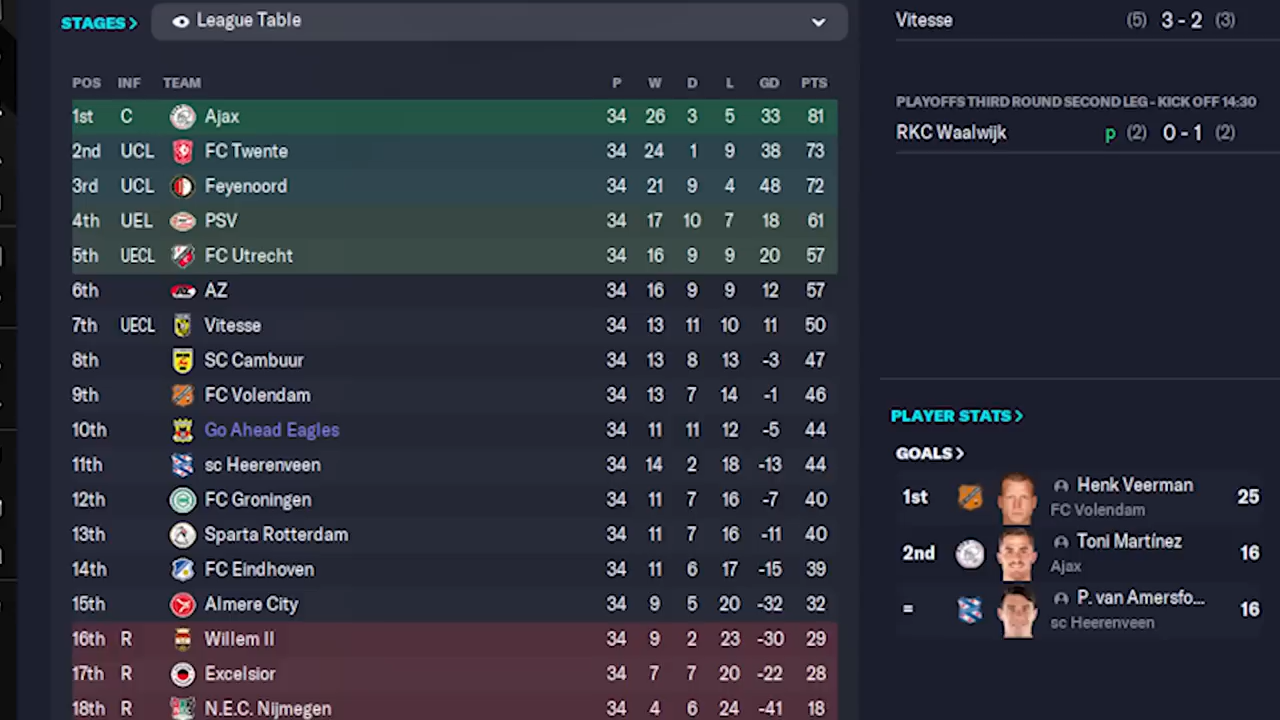 STAGES> League Table
POS INF TEAM P W D L GD PTS
1st C Ajax 34 26 3 5 33 81
2nd UCL FC Twente 34 24 1 9 38 73
3rd UCL Feyenoord 34 21 9 4 48 72
4th UEL PSV 34 17 10 7 18 61
5th UECL FC Utrecht 34 16 9 9 20 57
6th AZ 34 16 9 9 12 57
7th UECL Vitesse 34 13 11 10 11 50
8th SC Cambuur 34 13 8 13 -3 47
9th FC Volendam 34 13 7 14 -1 46
10th Go Ahead Eagles 34 11 11 12 -5 44
11th sc Heerenveen 34 14 2 18 -13 44
12th FC Groningen 34 11 7 16 -7 40
13th Sparta Rotterdam 34 11 7 16 -11 40
14th FC Eindhoven 34 11 6 17 -15 39
15th Almere City 34 9 5 20 -32 32
16th R Willem II 34 9 2 23 -30 29
17th R Excelsior 34 7 7 20 -22 28
18th R N.E.C. Nijmegen 34 4 6 24 -41 18
Vitesse (5) 3 - 2 (3)
PLAYOFFS THIRD ROUND SECOND LEG - KICK OFF 14:30
RKC Waalwijk p (2) 0 - 1 (2)
PLAYER STATS>
GOALS>
1st Henk Veerman 25
FC Volendam
2nd Toni Martínez 16
Ajax
= P. van Amersfo... 16
sc Heerenveen